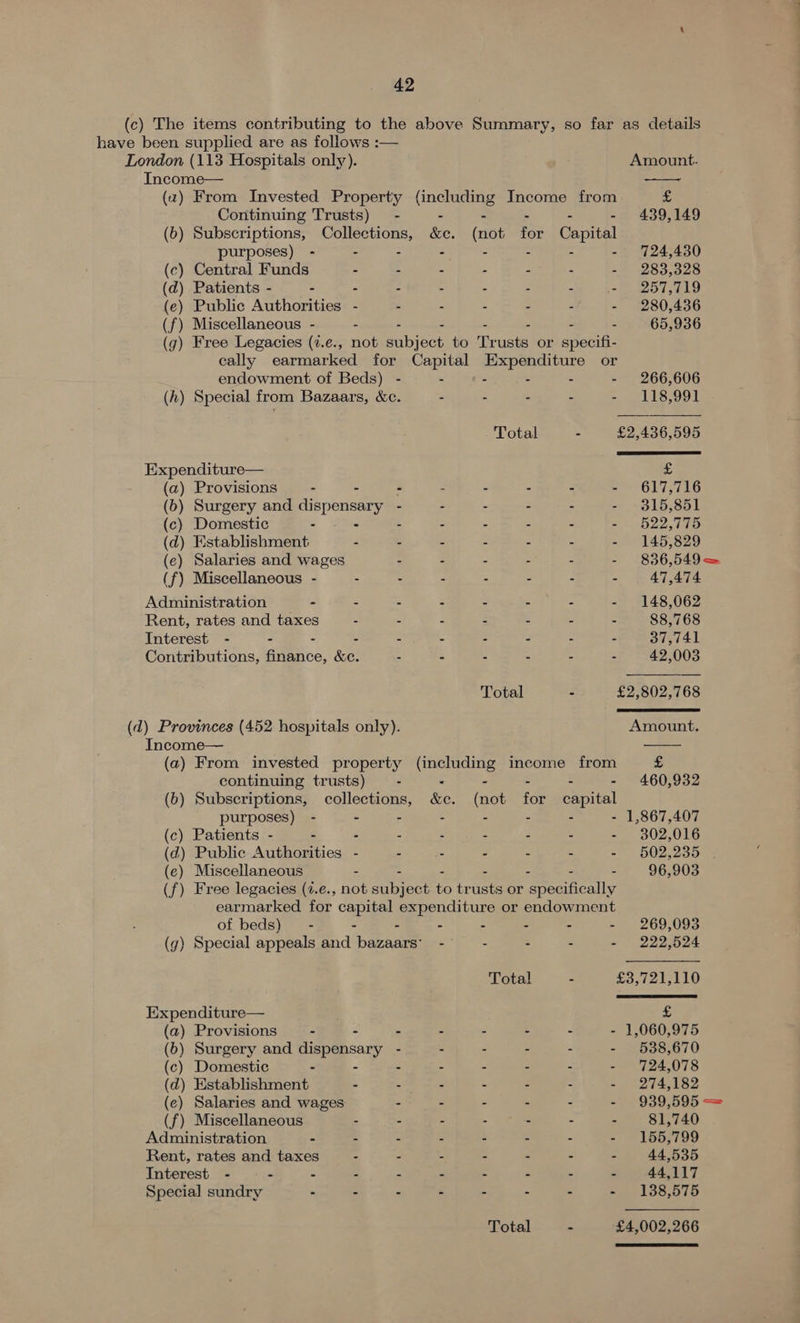 42
(c) The items contributing to the above Summary, so far as details
have been supplied are as follows :—
London (113 Hospitals only). Amount.
Income—
(a) From Invested Property (including Income from £
Continuing Trusts) - - - - - - 439,149
(b) Subscriptions, Collections, &c. (not for Capital
purposes) - - - - - - - - 724,430
(c) Central Funds - - - - - - - 283,328
(d) Patients - - - - - - - - - 257,719
(e) Public Authorities - - - - - - - 280,436
(f) Miscellaneous - - - - - - - - 65,936
(g) Free Legacies (i.e., not subject to Trusts or specifi-
cally earmarked for Capital Expenditure or
endowment of Beds) - - - - - - 266,606
(h) Special from Bazaars, &c. - - - - - 118,991
Total - £2,436,595
Expenditure— £
(a) Provisions - - - - - - - - 617,716
(b) Surgery and dispensary - - - - - - 315,851
(c) Domestic - - - - - - - - 522,775
(d) Establishment - - - - - - - 145,829
(e) Salaries and wages - - - - - - 836,549
(f) Miscellaneous - - - - - - - - 47,474
Administration - - - - - - - - 148,062
Rent, rates and taxes - - - - - - - 88,768
Interest - - - - - - - - - - 37,741
Contributions, finance, &c. - - - - - - 42,003
Total - £2,802,768
(d) Provinces (452 hospitals only). Amount.
Income—
(a) From invested property (including income from £
continuing trusts) - - - - - - 460,932
(b) Subscriptions, collections, &c. (not for capital
purposes) - - - - - - - - 1,867,407
(c) Patients - - - - - - - - - 302,016
(d) Public Authorities - - - - - - - 502,235
(e) Miscellaneous - - - - - - - 96,903
(f) Free legacies (i.e., not subject to trusts or specifically
earmarked for capital expenditure or endowment
of beds) - - - - - - - - 269,093
(g) Special appeals and bazaars - - - - - 222,524
Total - £3,721,110
Expenditure— £
(a) Provisions - - - - - - - - 1,060,975
(b) Surgery and dispensary - - - - - - 538,670
(c) Domestic - - - - - - - - 724,078
(d) Establishment - - - - - - - 274,182
(e) Salaries and wages - - - - - - 939,595
(f) Miscellaneous - - - - - - - 81,740
Administration - - - - - - - - 155,799
Rent, rates and taxes - - - - - - - 44,535
Interest - - - - - - - - - - 44,117
Special sundry - - - - - - - - 138,575
Total - £4,002,266